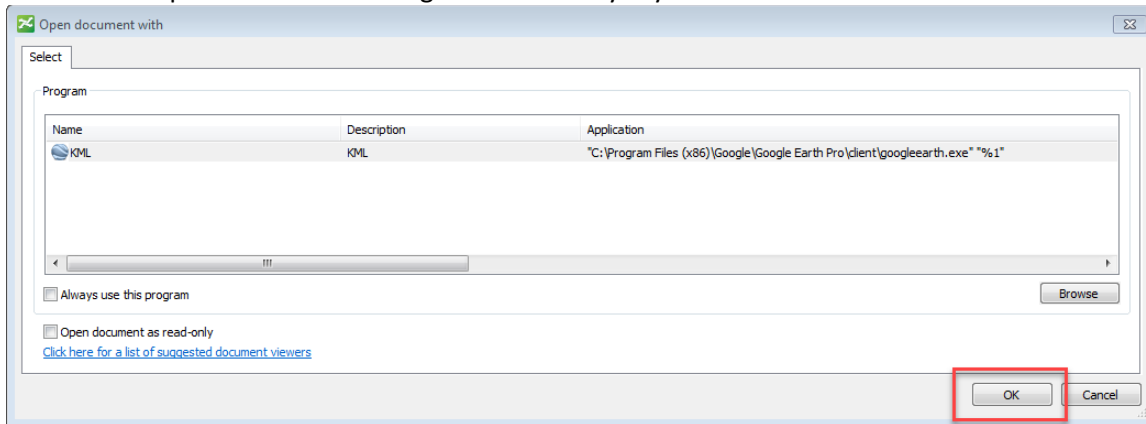 Open document with
Select
Program
Name Description Application
KML KML "C:\Program Files (x86)\Google\Google Earth Pro\client\googleearth.exe" "%1"
Always use this program Browse
Open document as read-only
Click here for a list of suggested document viewers
OK Cancel